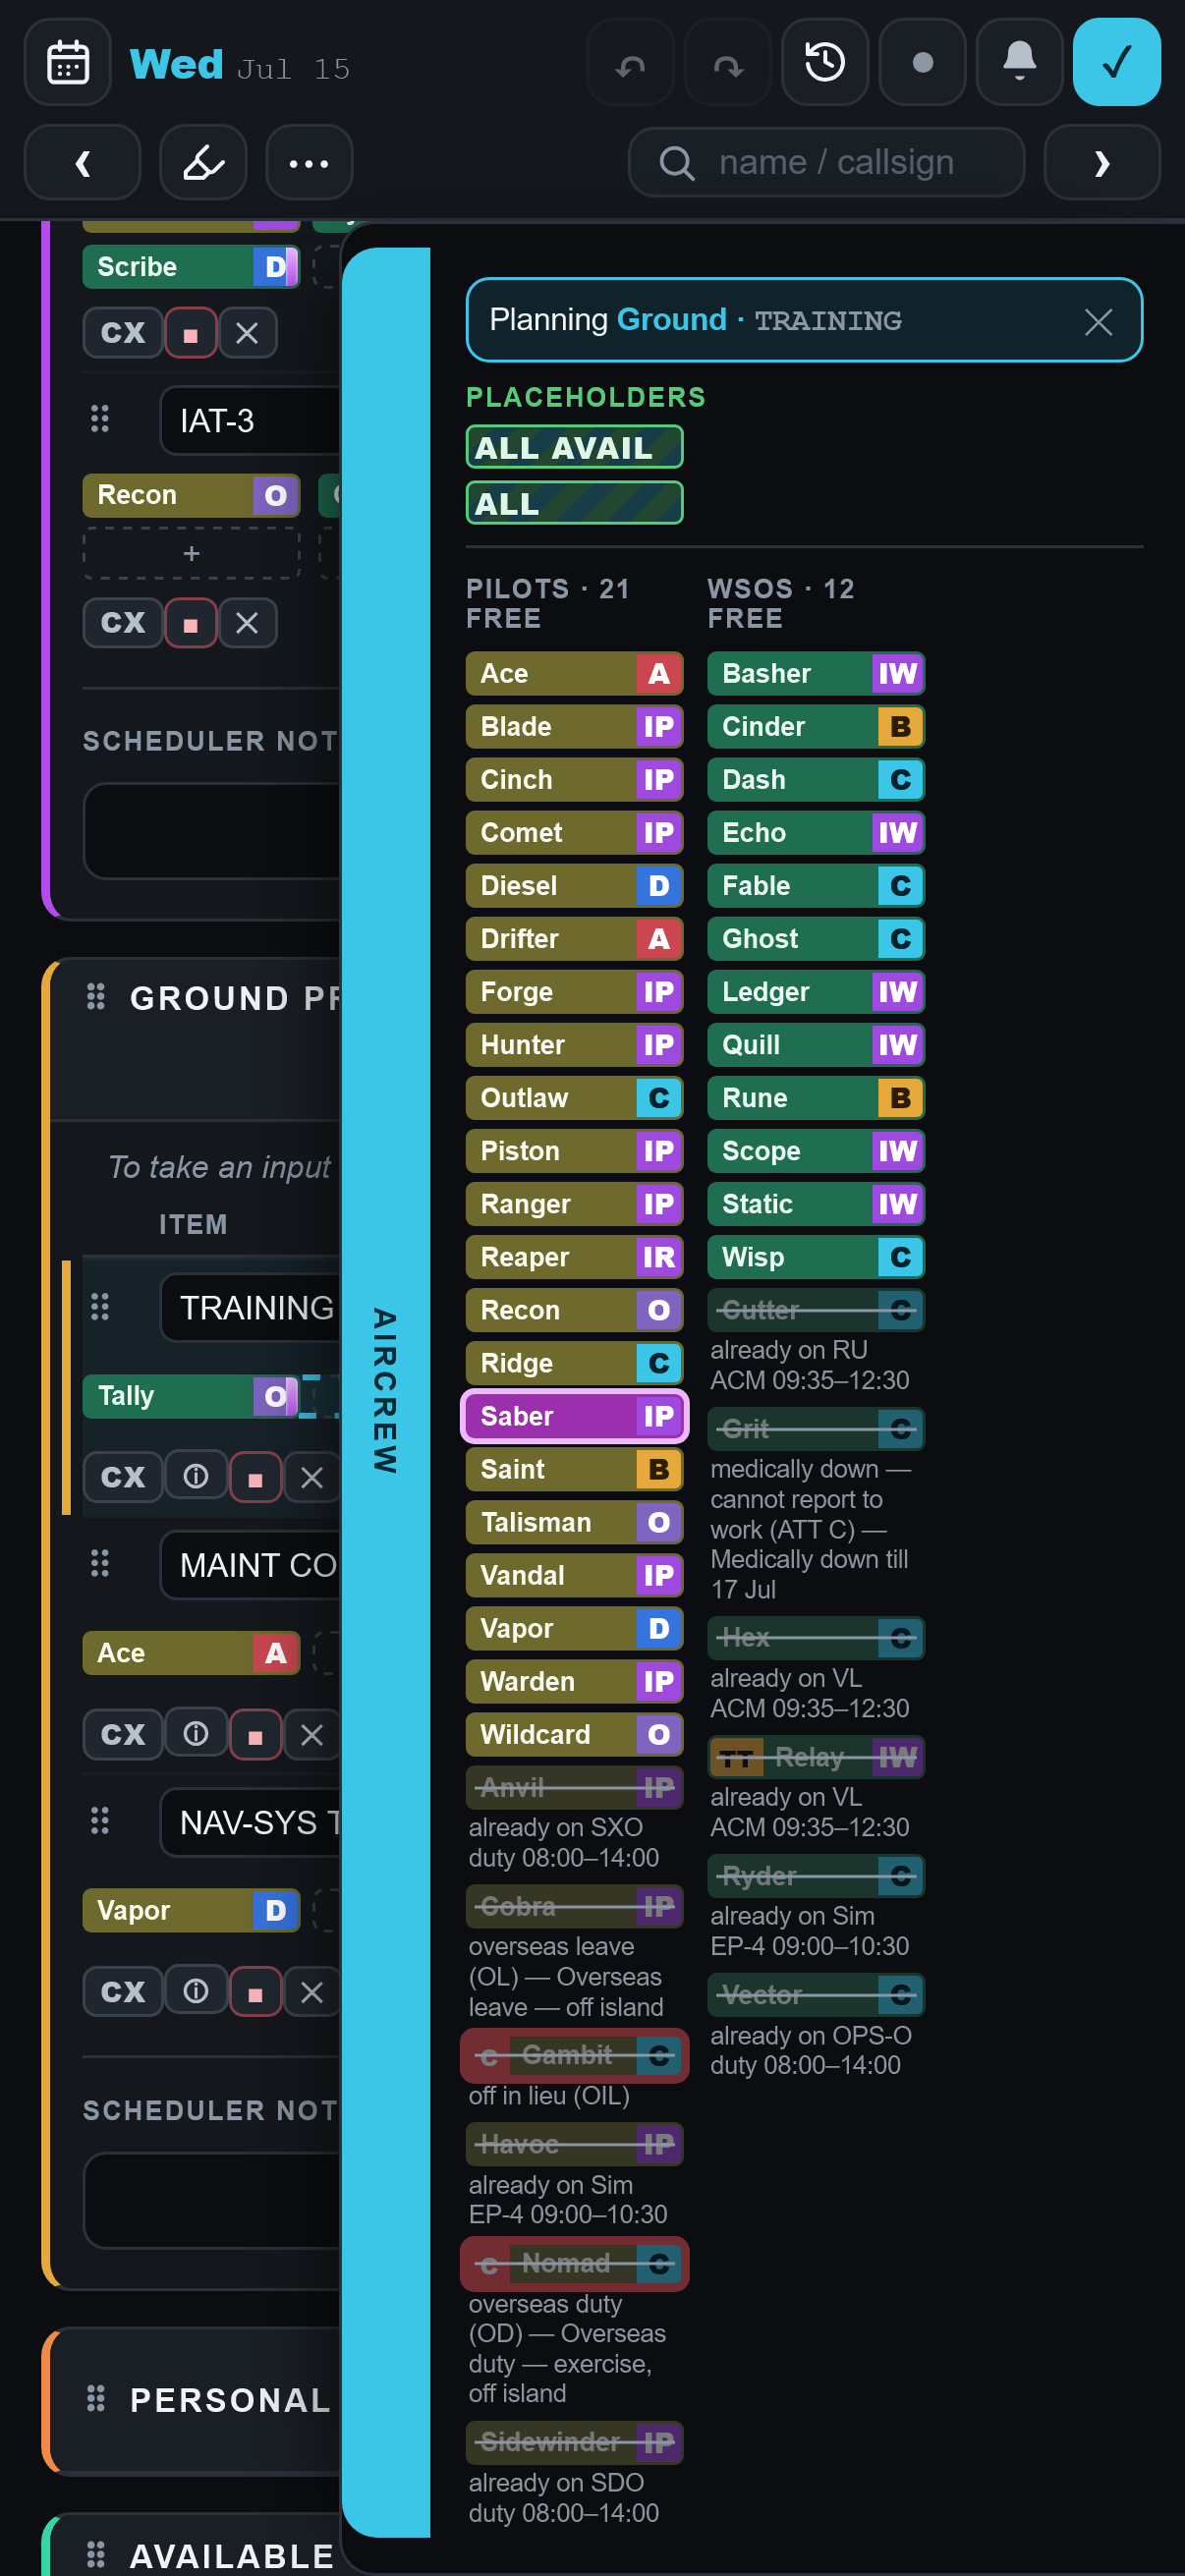 Wed Jul 15
name / callsign
Scribe D
CX
IAT-3
Recon O
+
CX
SCHEDULER NOT
GROUND PR
To take an input
ITEM
TRAINING
Tally O
CX
MAINT CO
Ace A
CX
NAV-SYS T
Vapor D
CX
SCHEDULER NOT
PERSONAL
AVAILABLE
AIRCREW
Planning Ground · TRAINING
PLACEHOLDERS
ALL AVAIL
ALL
PILOTS · 21
FREE
Ace A
Blade IP
Cinch IP
Comet IP
Diesel D
Drifter A
Forge IP
Hunter IP
Outlaw C
Piston IP
Ranger IP
Reaper IR
Recon O
Ridge C
Saber IP
Saint B
Talisman O
Vandal IP
Vapor D
Warden IP
Wildcard O
Anvil IP
already on SXO
duty 08:00–14:00
Cobra IP
overseas leave
(OL) — Overseas
leave — off island
c Gambit C
off in lieu (OIL)
Havoc IP
already on Sim
EP-4 09:00–10:30
c Nomad C
overseas duty
(OD) — Overseas
duty — exercise,
off island
Sidewinder IP
already on SDO
duty 08:00–14:00
WSOS · 12
FREE
Basher IW
Cinder B
Dash C
Echo IW
Fable C
Ghost C
Ledger IW
Quill IW
Rune B
Scope IW
Static IW
Wisp C
Cutter C
already on RU
ACM 09:35–12:30
Grit C
medically down —
cannot report to
work (ATT C) —
Medically down till
17 Jul
Hex C
already on VL
ACM 09:35–12:30
TT Relay IW
already on VL
ACM 09:35–12:30
Ryder C
already on Sim
EP-4 09:00–10:30
Vector C
already on OPS-O
duty 08:00–14:00